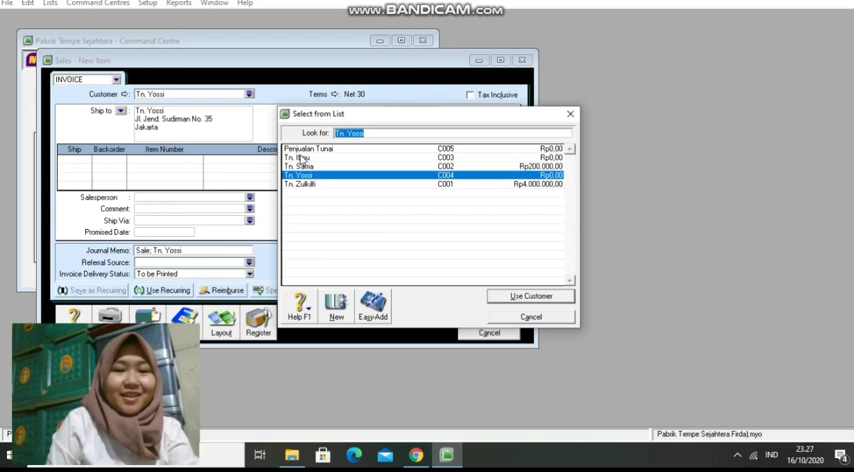 www.BANDICAM.com
File Edit Lists Command Centres Setup Reports Window Help
Pabrik Tempe Sejahtera - Command Centre
Sales - New Item
INVOICE
Customer : Tn. Yossi
Terms : Net 30
Tax Inclusive
Ship to : Tn. Yossi
Jl. Jend. Sudirman No. 35
Jakarta
Ship Backorder Item Number
Salesperson :
Comment:
Ship Via:
Promised Date:
Journal Memo: Sale; Tn. Yossi
Referral Source:
Invoice Delivery Status: To be Printed
Save as Recurring Use Recurring Reimburse
Layout Register
Cancel
Select from List
Look for: Tn. Yossi
Penjualan Tunai C005 Rp0,00
Tn. C003 Rp0,00
Tn. C002 Rp200.000,00
Tn. Yossi C004 Rp0,00
Tn. Zulkifli C001 Rp4.000.000,00
Help F1 New Easy-Add
Use Customer
Cancel
Pabrik Tempe Sejahtera Firda).myo
IND
23.27
16/10/2020
4